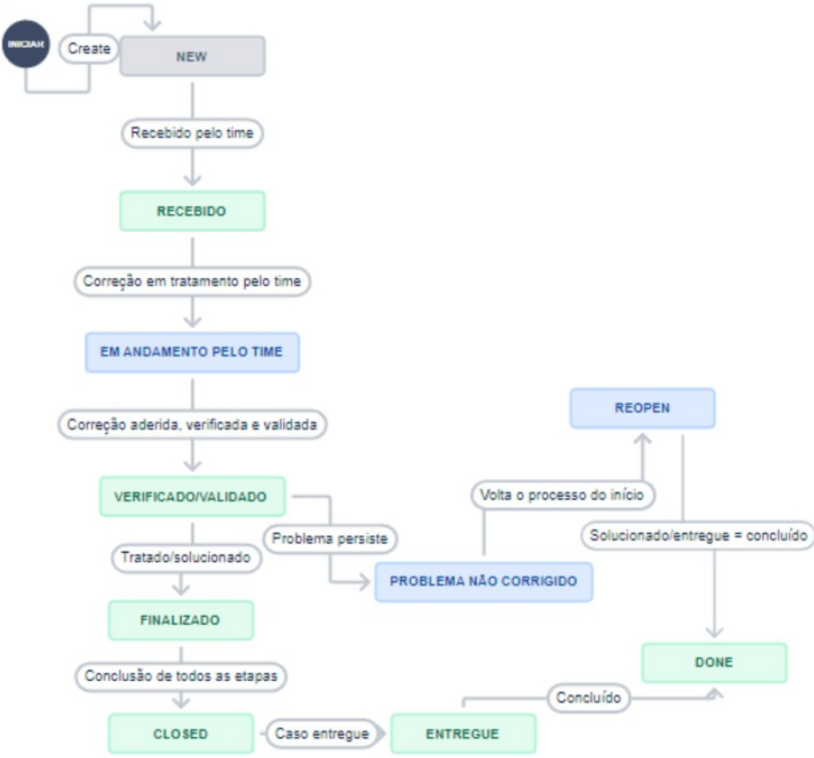 INICIAR
Create
NEW
Recebido pelo time
RECEBIDO
Correção em tratamento pelo time
EM ANDAMENTO PELO TIME
Correção aderida, verificada e validada
REOPEN
VERIFICADO/VALIDADO
Volta o processo do início
Problema persiste
Solucionado/entregue = concluído
Tratado/solucionado
PROBLEMA NÃO CORRIGIDO
FINALIZADO
Conclusão de todos as etapas
DONE
Concluído
CLOSED
Caso entregue
ENTREGUE